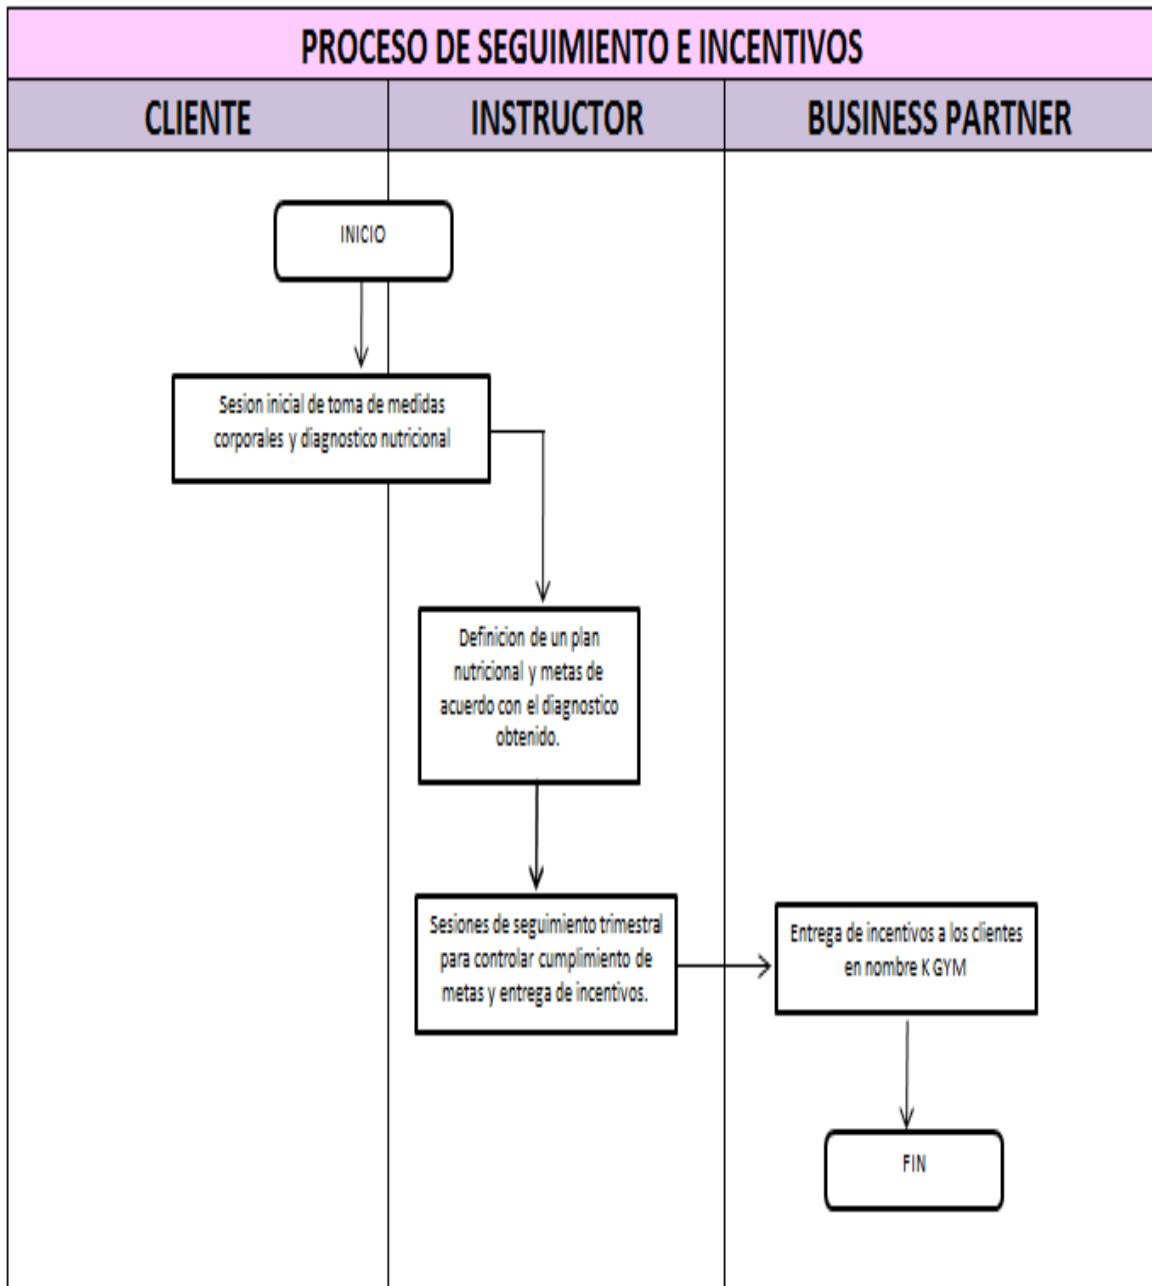 PROCESO DE SEGUIMIENTO E INCENTIVOS
CLIENTE
INSTRUCTOR
BUSINESS PARTNER
INICIO
Sesion inicial de toma de medidas
corporales y diagnostico nutricional
Definicion de un plan
nutricional y metas de
acuerdo con el diagnostico
obtenido.
Sesiones de seguimiento trimestral
para controlar cumplimiento de
metas y entrega de incentivos.
Entrega de incentivos a los clientes
en nombre K GYM
FIN